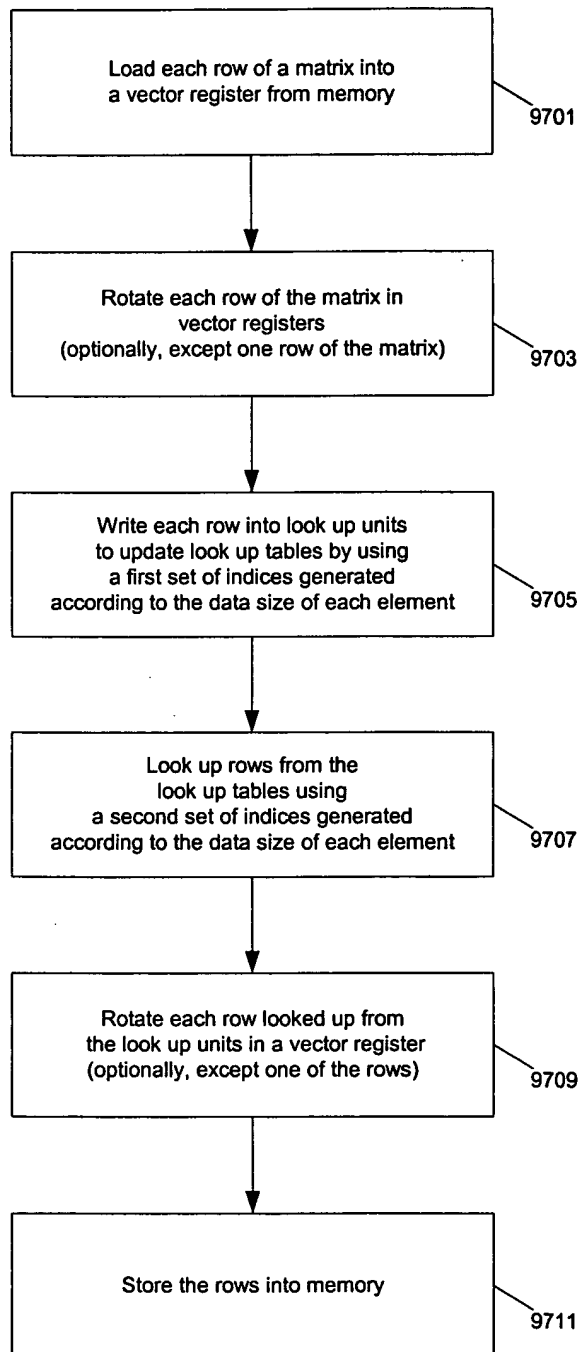 Load each row of a matrix into
a vector register from memory
9701
Rotate each row of the matrix in
vector registers
(optionally, except one row of the matrix)
9703
Write each row into look up units
to update look up tables by using
a first set of indices generated
according to the data size of each element
9705
Look up rows from the
look up tables using
a second set of indices generated
according to the data size of each element
9707
Rotate each row looked up from
the look up units in a vector register
(optionally, except one of the rows)
9709
Store the rows into memory
9711